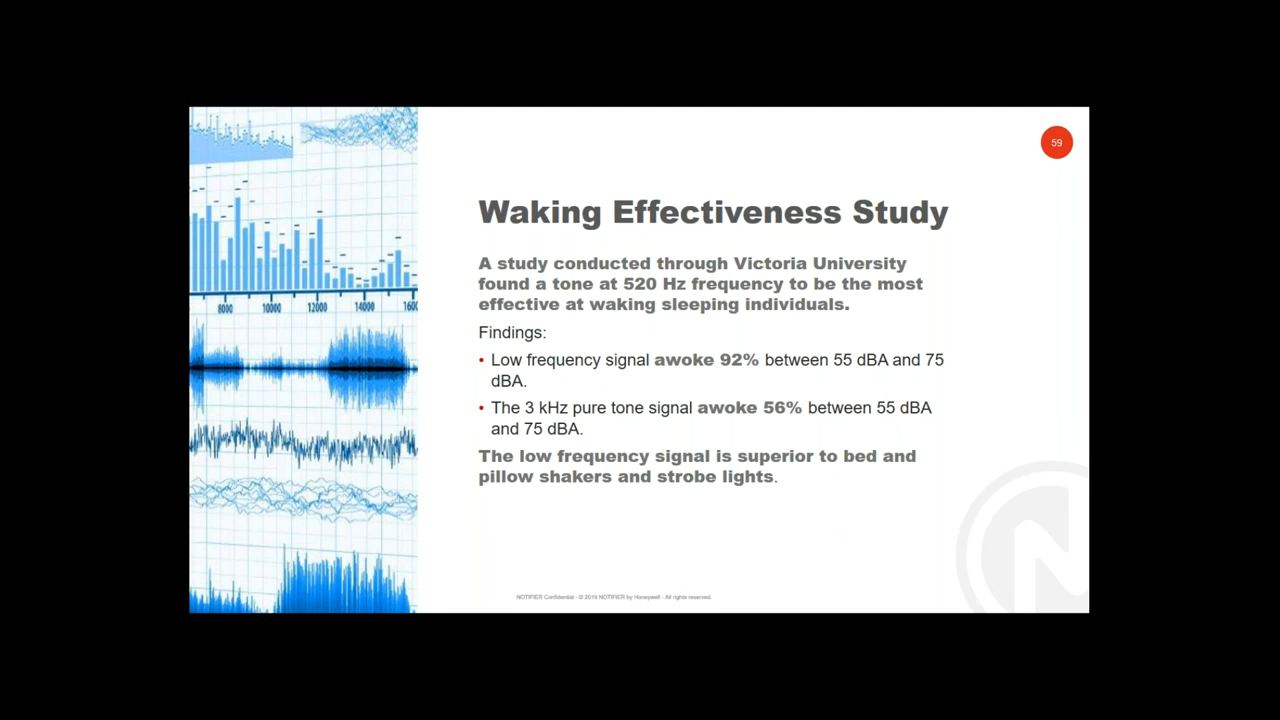 59
Waking Effectiveness Study
A study conducted through Victoria University
found a tone at 520 Hz frequency to be the most
effective at waking sleeping individuals.
Findings:
• Low frequency signal awoke 92% between 55 dBA and 75
dBA.
• The 3 kHz pure tone signal awoke 56% between 55 dBA
and 75 dBA.
The low frequency signal is superior to bed and
pillow shakers and strobe lights.
8000 10000 12000 14000 1600
NOTIFIER Confidential - © 2019 NOTIFIER by Honeywell - All rights reserved.